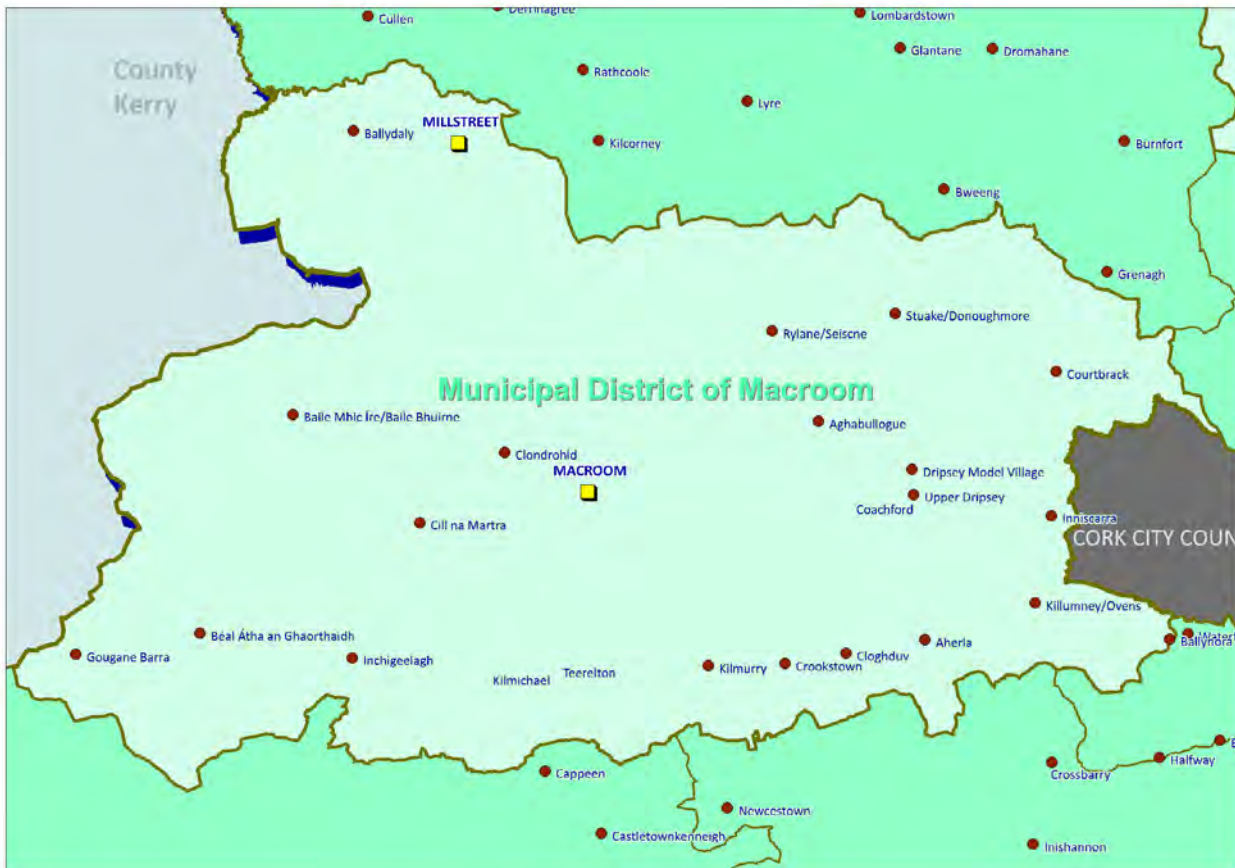 Cullen
Derrinagree
Lombardstown
Glantane
Dromahane
County
Kerry
Rathcoole
Lyre
MILLSTREET
Ballydaly
Kilcorney
Burnfort
Bweeng
Grenagh
Stuake/Donoughmore
Rylane/Seiscne
Courtbrack
Municipal District of Macroom
Baile Mhic Íre/Baile Bhuirne
Aghabullogue
Clondrohid
MACROOM
Dripsey Model Village
Upper Dripsey
Coachford
Inniscarra
Cill na Martra
CORK CITY COUN
Killumney/Ovens
Béal Átha an Ghaorthaidh
Waterf
Ballynora
Aherla
Gougane Barra
Inchigeelagh
Cloghduv
Kilmurry
Crookstown
Teerelton
Kilmichael
Halfway
Crossbarry
Cappeen
Newcestown
Castletownkenneigh
Inishannon